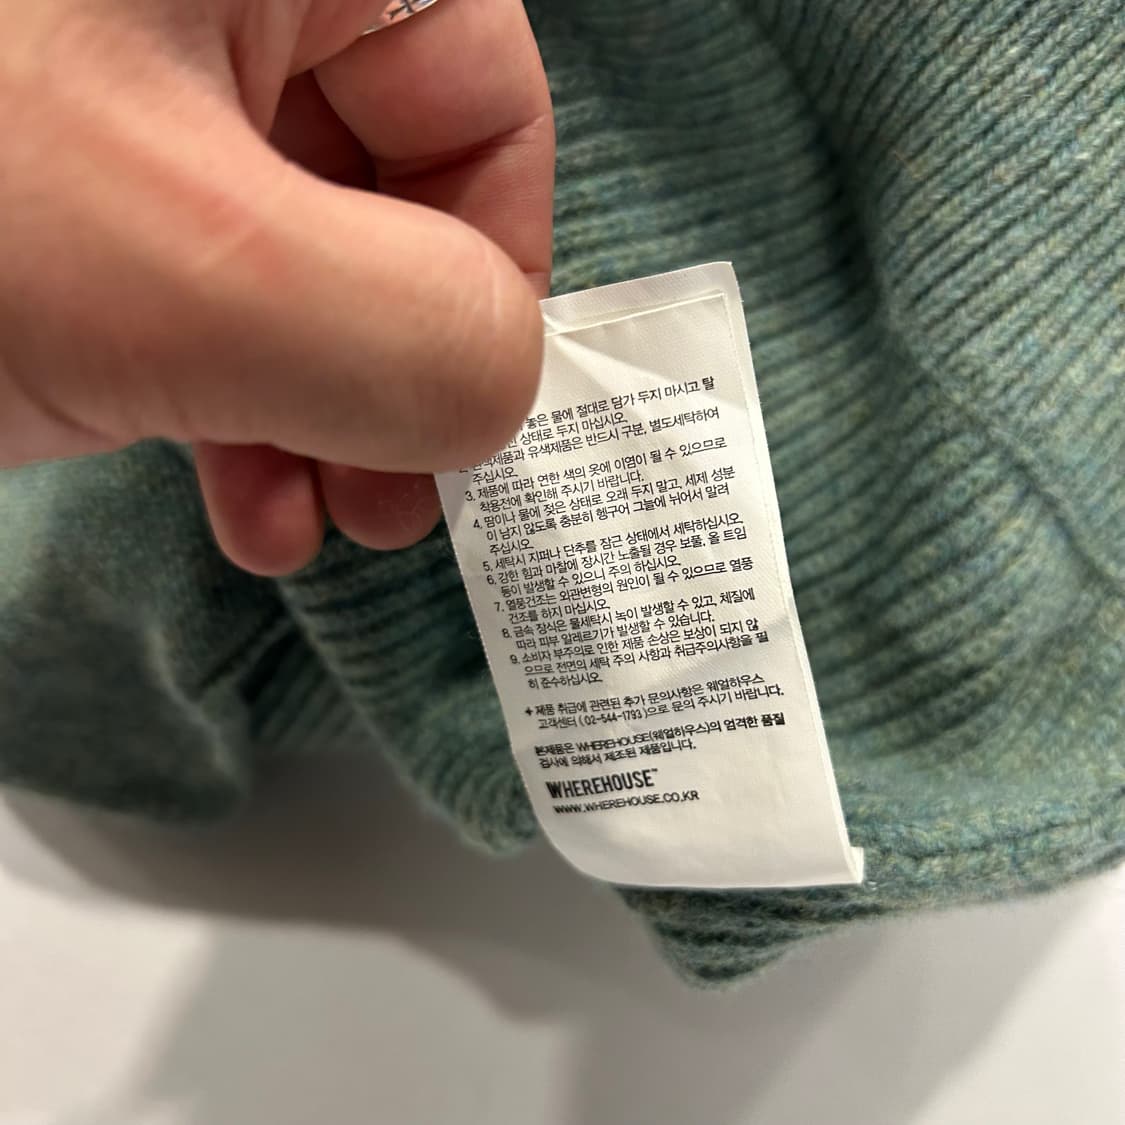 놓은 물에 절대로 담가 두지 마시고 탈
상태로 두지 마십시오.
흰색제품과 유색제품은 반드시 구분, 별도세탁하여
주십시오.
3. 제품에 따라 연한 색의 옷에 이염이 될 수 있으므로
착용전에 확인해 주시기 바랍니다.
4. 땀이나 물에 젖은 상태로 오래 두지 말고, 세제 성분
이 남지 않도록 충분히 헹구어 그늘에 뉘어서 말려
주십시오.
5. 세탁시 지퍼나 단추를 잠근 상태에서 세탁하십시오.
6. 강한 힘과 마찰에 장시간 노출될 경우 보풀, 올 트임
등이 발생할 수 있으니 주의 하십시오.
7. 열풍건조는 외관변형의 원인이 될 수 있으므로 열풍
건조를 하지 마십시오.
8. 금속 장식은 물세탁시 녹이 발생할 수 있고, 체질에
따라 피부 알레르기가 발생할 수 있습니다.
9. 소비자 부주의로 인한 제품 손상은 보상이 되지 않
으므로 전면의 세탁 주의 사항과 취급주의사항을 필
히 준수하십시오.
+ 제품 취급에 관련된 추가 문의사항은 웨얼하우스
고객센터 (02-544-1793)으로 문의 주시기 바랍니다.
본제품은 WHEREHOUSE(웨얼하우스)의 엄격한 품질
검사에 의해서 제조된 제품입니다.
WHEREHOUSE™
WWW.WHEREHOUSE.CO.KR